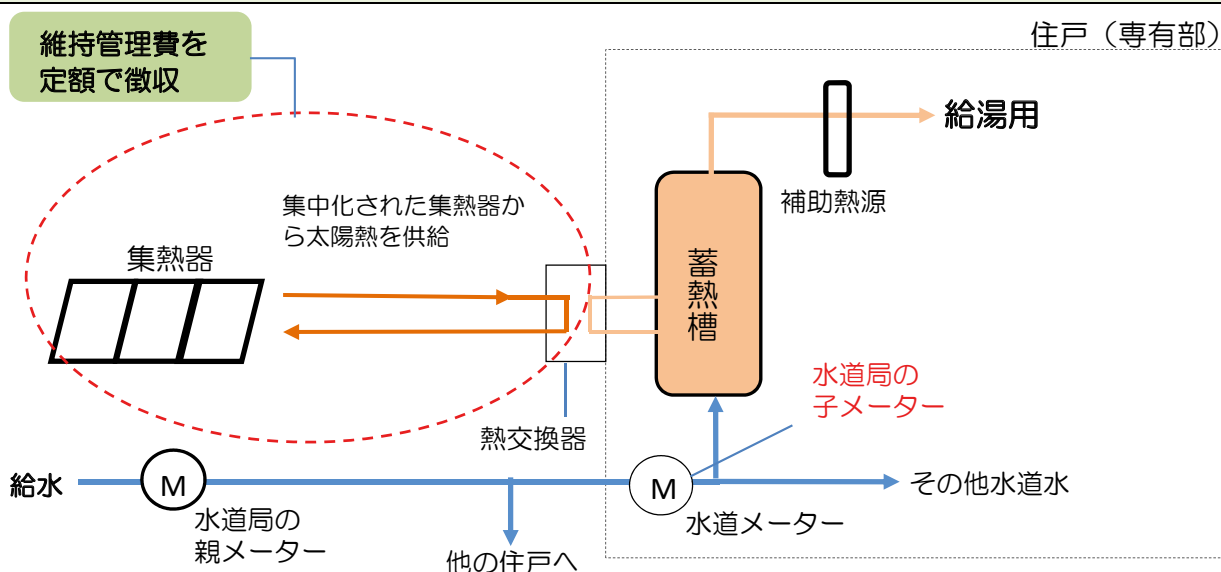 維持管理費を
定額で徴収
住戸（専有部）
給湯用
補助熱源
集中化された集熱器か
ら太陽熱を供給
集熱器
蓄熱槽
水道局の
子メーター
熱交換器
給水
M
M
その他水道水
水道局の
親メーター
水道メーター
他の住戸へ